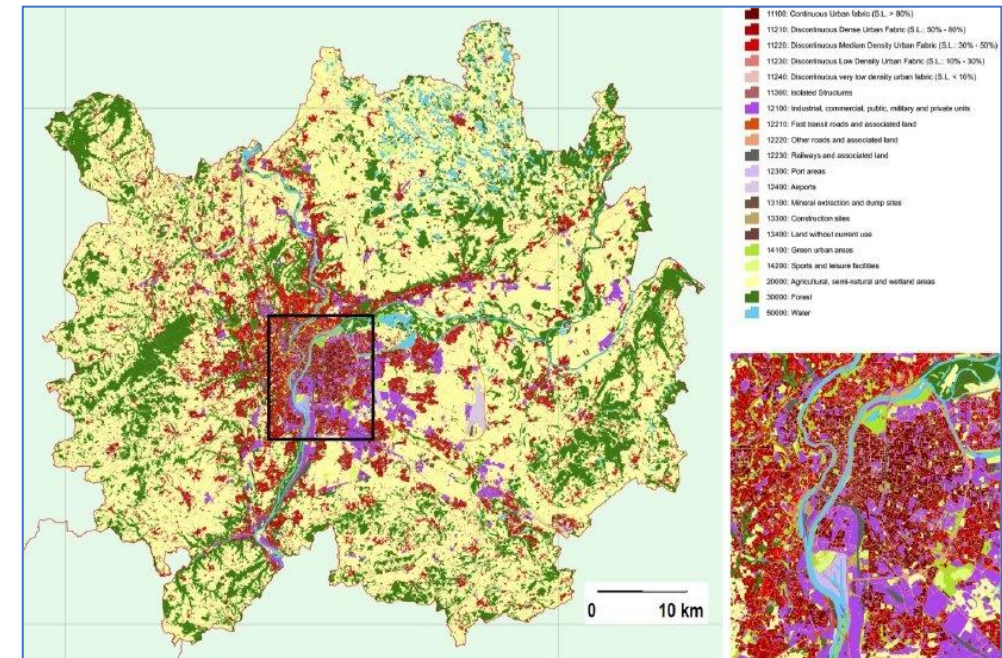 11100: Continuous Urban fabric (S.L. > 80%)
11210: Discontinuous Dense Urban Fabric (S.L.: 50% - 80%)
11220: Discontinuous Medium Density Urban Fabric (S.L.: 30% - 50%)
11230: Discontinuous Low Density Urban Fabric (S.L.: 10% - 30%)
11240: Discontinuous very low density urban fabric (S.L. < 10%)
11300: Isolated Structures
12100: Industrial, commercial, public, military and private units
12210: Fast transit roads and associated land
12220: Other roads and associated land
12230: Railways and associated land
12300: Port areas
12400: Airports
13100: Mineral extraction and dump sites
13300: Construction sites
13400: Land without current use
14100: Green urban areas
14200: Sports and leisure facilities
20000: Agricultural, semi-natural and wetland areas
30000: Forest
50000: Water
0 10 km